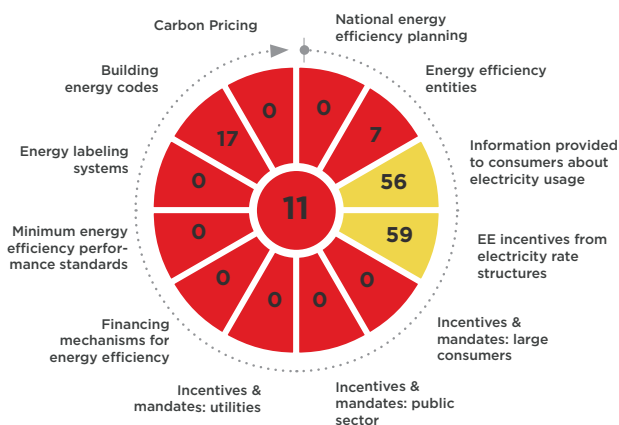 Carbon Pricing
National energy
efficiency planning
Energy efficiency
entities
Information provided
to consumers about
electricity usage
EE incentives from
electricity rate
structures
Incentives &
mandates: large
consumers
Incentives &
mandates: public
sector
Incentives &
mandates: utilities
Financing
mechanisms for
energy efficiency
Minimum energy
efficiency perfor-
mance standards
Energy labeling
systems
Building
energy codes
0
0
7
56
59
0
0
0
0
0
0
17
11